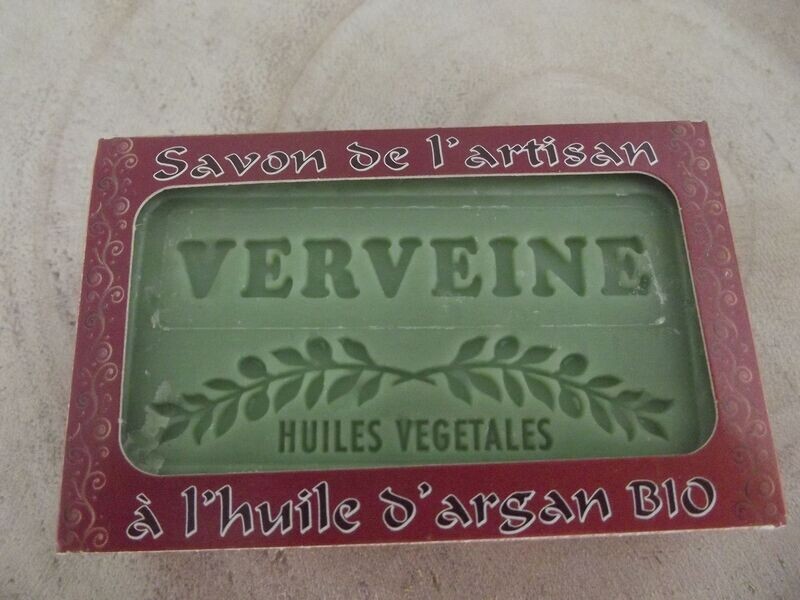 Savon de l'artisan
VERVEINE
HUILES VEGETALES
à l'huile d'argan BIO